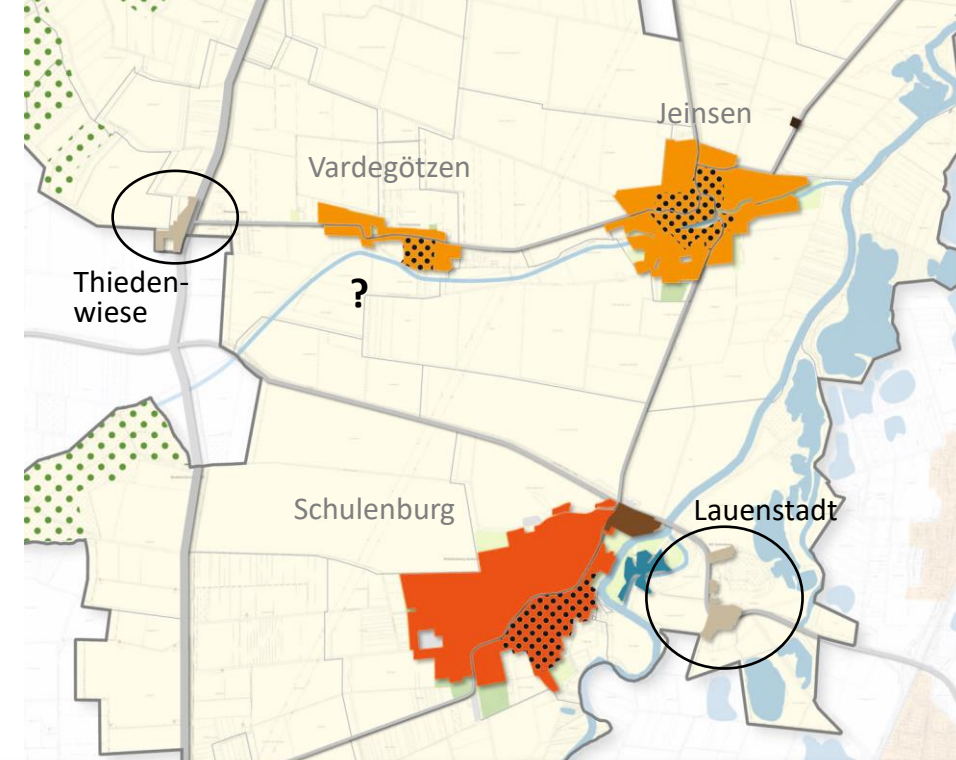 Jeinsen
Vardegötzen
Thieden-
wiese
?
Schulenburg
Lauenstadt